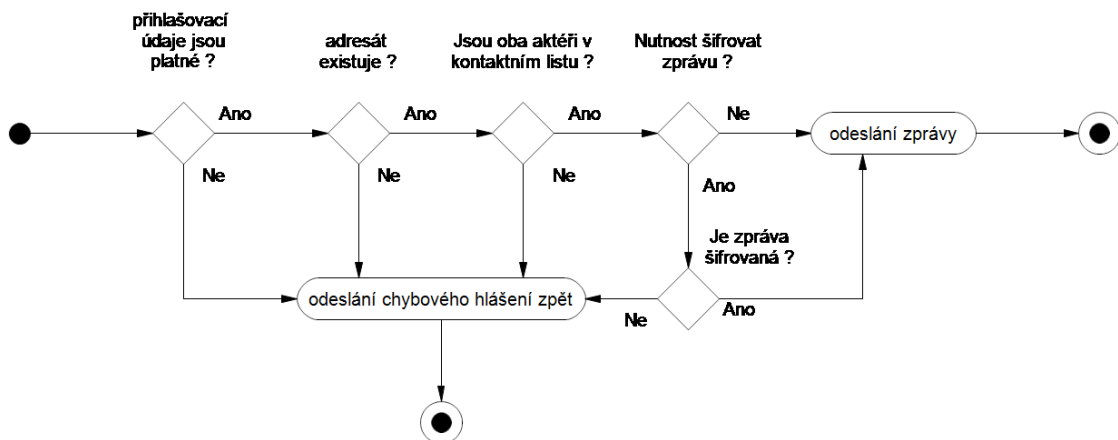 přihlašovací
údaje jsou
platné ?
adresát
existuje ?
Jsou oba aktéři v
kontaktním listu ?
Nutnost šifrovat
zprávu ?
Ano
Ano
Ano
Ne
odeslání zprávy
Ne
Ne
Ne
Ano
Je zpráva
šifrovaná ?
odeslání chybového hlášení zpět
Ne
Ano